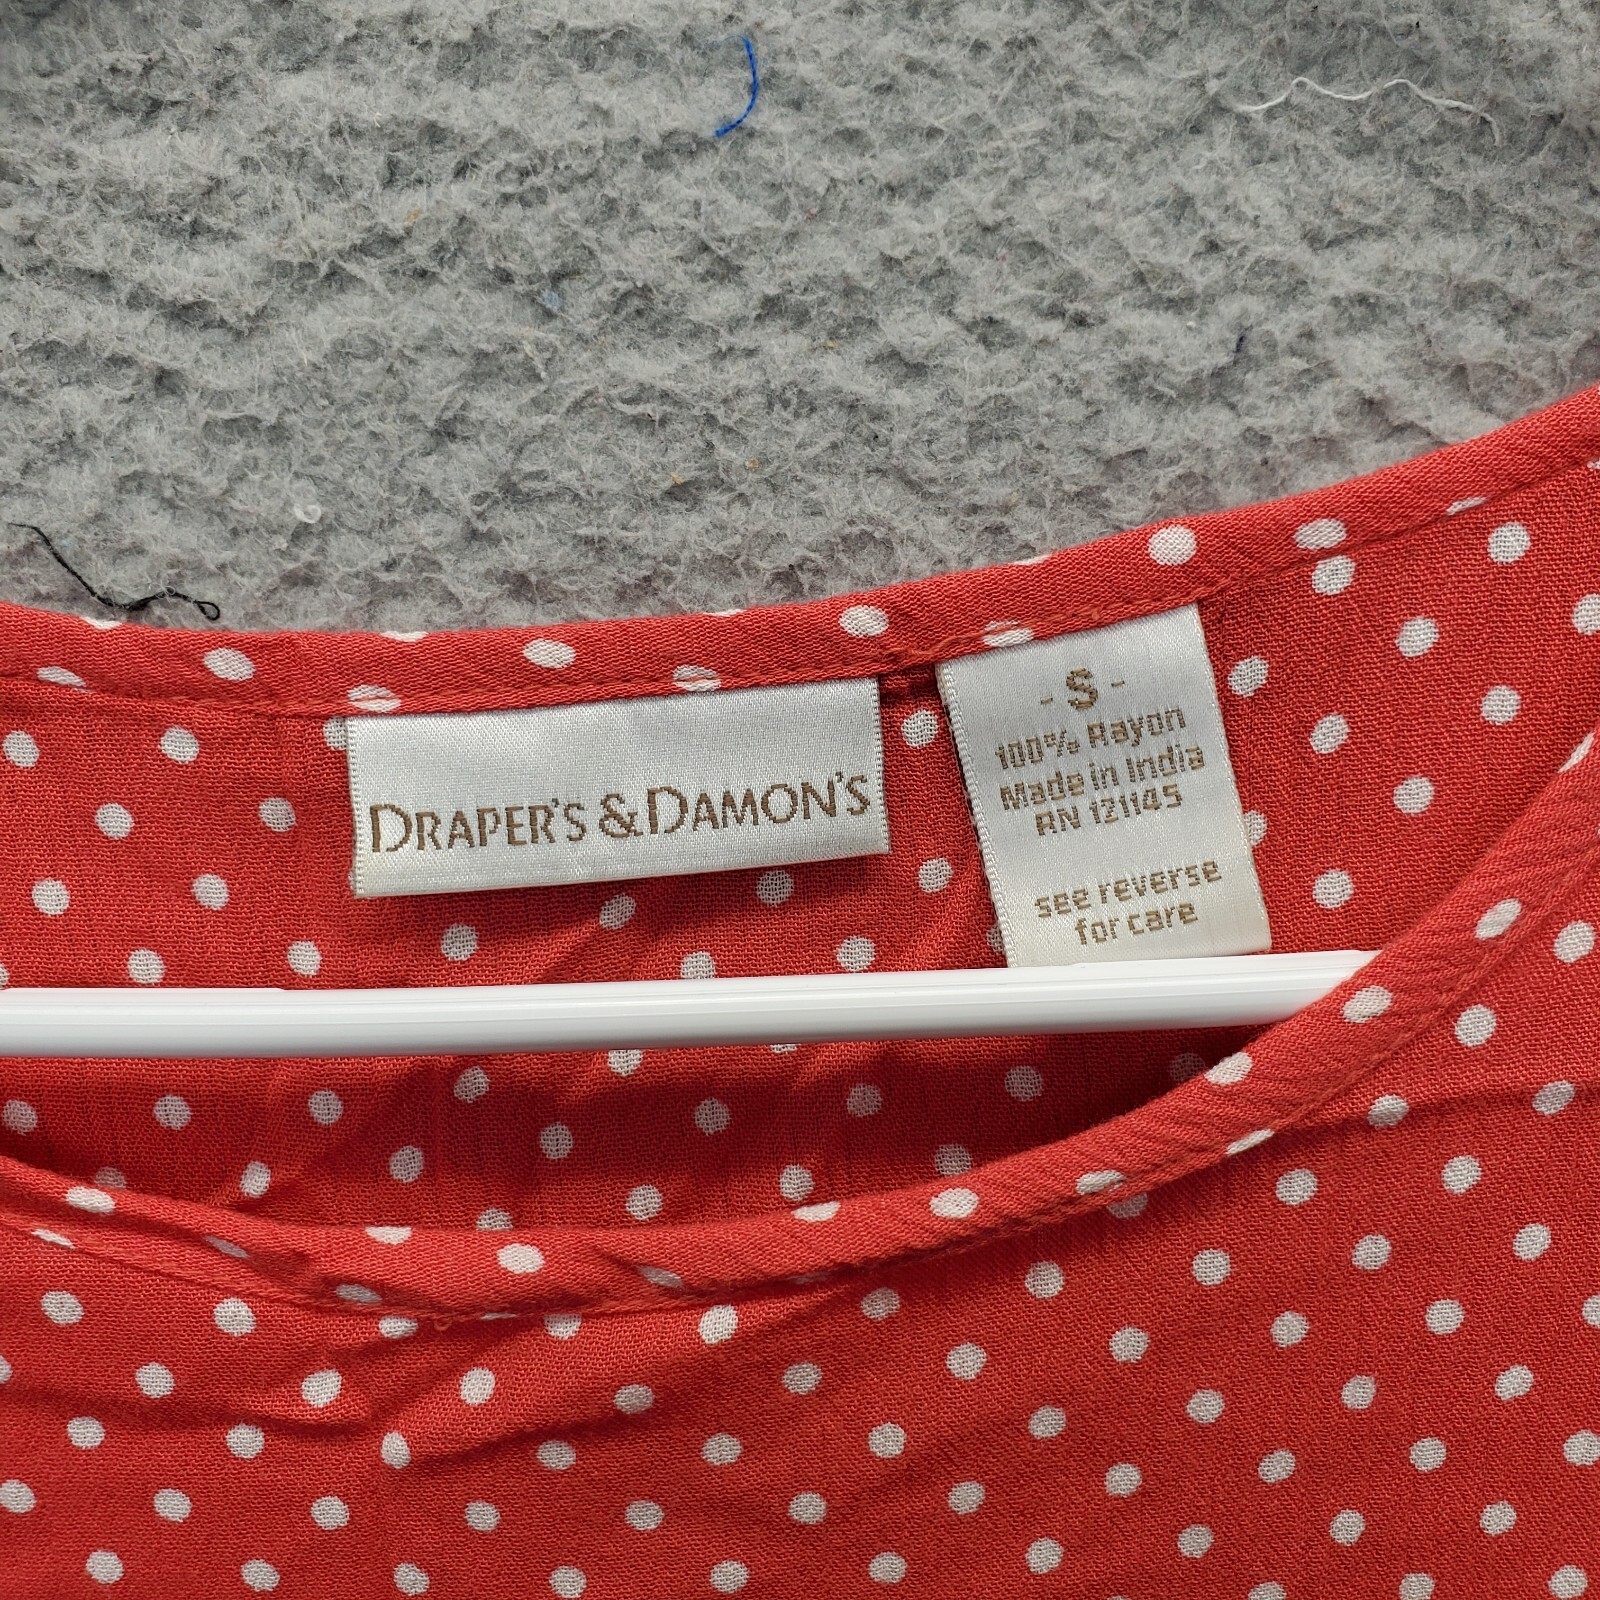 DRAPER'S & DAMON'S
- S -
100% Rayon
Made in India
RN 121145
see reverse
for care